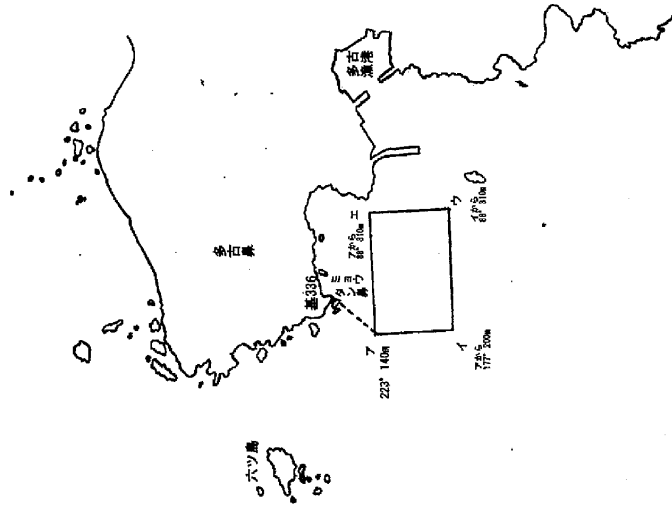 多古鼻
多古港
漁港
基336
ミョウ
タン鼻
六ツ島
ア
223° 140m
エ
アから
88° 310m
ウ
イから
88° 310m
イ
アから
177° 200m